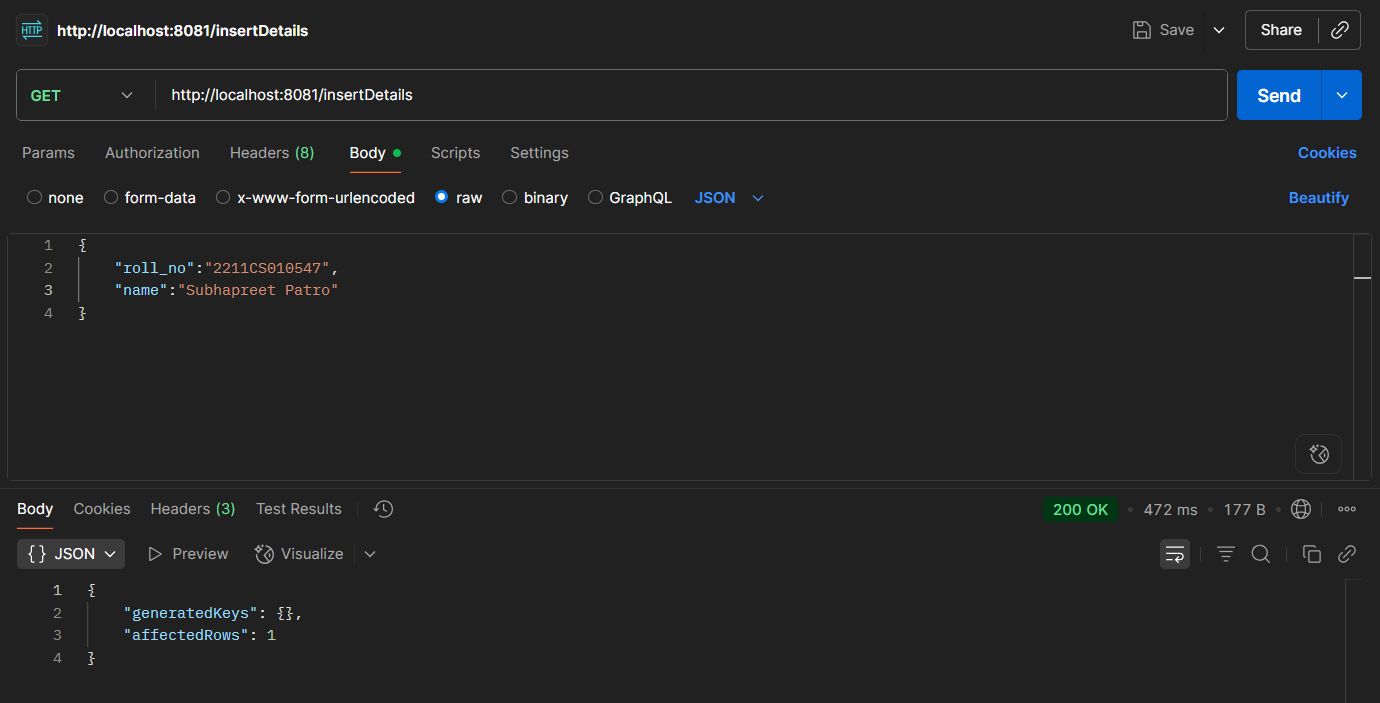 HTTP http://localhost:8081/insertDetails Save Share
GET http://localhost:8081/insertDetails Send
Params Authorization Headers (8) Body Scripts Settings Cookies
none form-data x-www-form-urlencoded raw binary GraphQL JSON Beautify
1 {
2 "roll_no":"2211CS010547",
3 "name":"Subhapreet Patro"
4 }
Body Cookies Headers (3) Test Results 200 OK • 472 ms • 177 B •
{} JSON Preview Visualize
1 {
2 "generatedKeys": {},
3 "affectedRows": 1
4 }